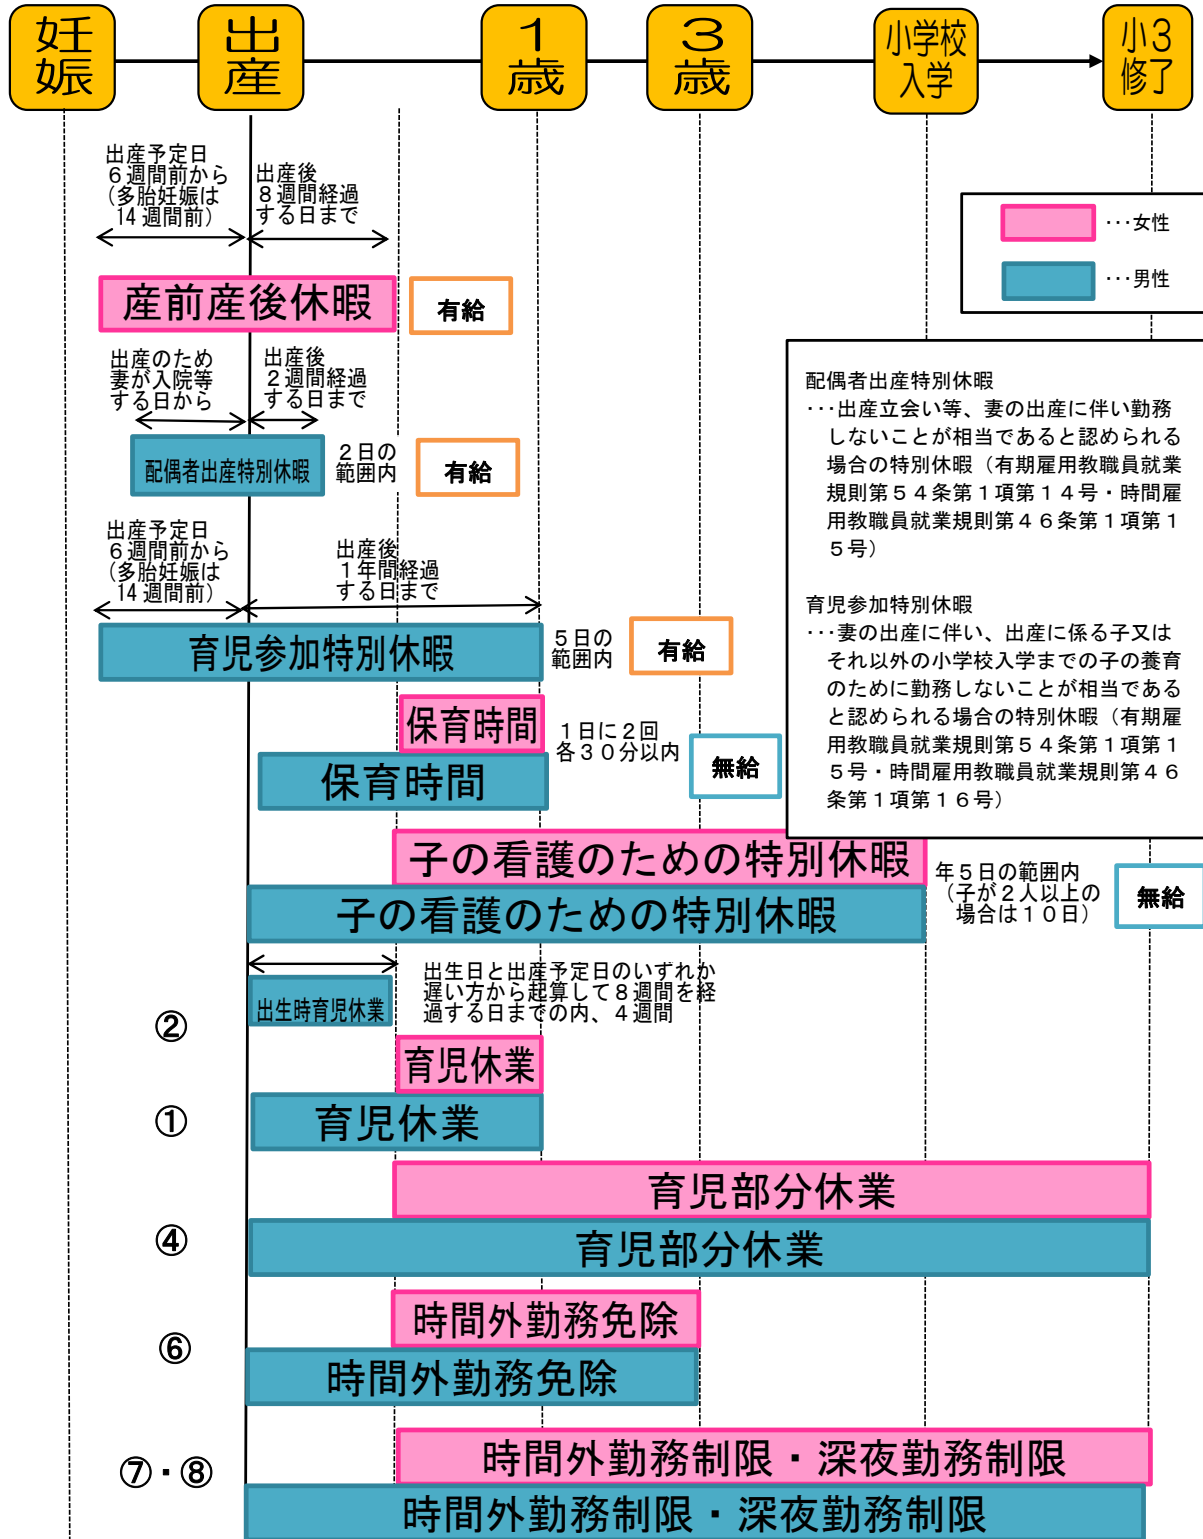 妊娠
出産
１歳
３歳
小学校
入学
小３
修了
出産予定日
６週間前から
（多胎妊娠は
14週間前）
出産後
８週間経過
する日まで
･･･女性
･･･男性
産前産後休暇
有給
出産のため
妻が入院等
する日から
出産後
２週間経過
する日まで
配偶者出産特別休暇
２日の
範囲内
有給
配偶者出産特別休暇
･･･出産立会い等、妻の出産に伴い勤務
しないことが相当であると認められる
場合の特別休暇（有期雇用教職員就業
規則第５４条第１項第１４号・時間雇
用教職員就業規則第４６条第１項第１
５号）
育児参加特別休暇
･･･妻の出産に伴い、出産に係る子又は
それ以外の小学校入学までの子の養育
のために勤務しないことが相当である
と認められる場合の特別休暇（有期雇
用教職員就業規則第５４条第１項第１
５号・時間雇用教職員就業規則第４６
条第１項第１６号）
出産予定日
６週間前から
（多胎妊娠は
14週間前）
出産後
１年間経過
する日まで
育児参加特別休暇
５日の
範囲内
有給
保育時間
保育時間
１日に２回
各３０分以内
無給
子の看護のための特別休暇
子の看護のための特別休暇
年５日の範囲内
（子が２人以上の
場合は１０日）
無給
出生時育児休業
出生日と出産予定日のいずれか
遅い方から起算して８週間を経
過する日までの内、４週間
②
育児休業
①
育児休業
育児部分休業
④
育児部分休業
時間外勤務免除
⑥
時間外勤務免除
時間外勤務制限・深夜勤務制限
⑦・⑧
時間外勤務制限・深夜勤務制限